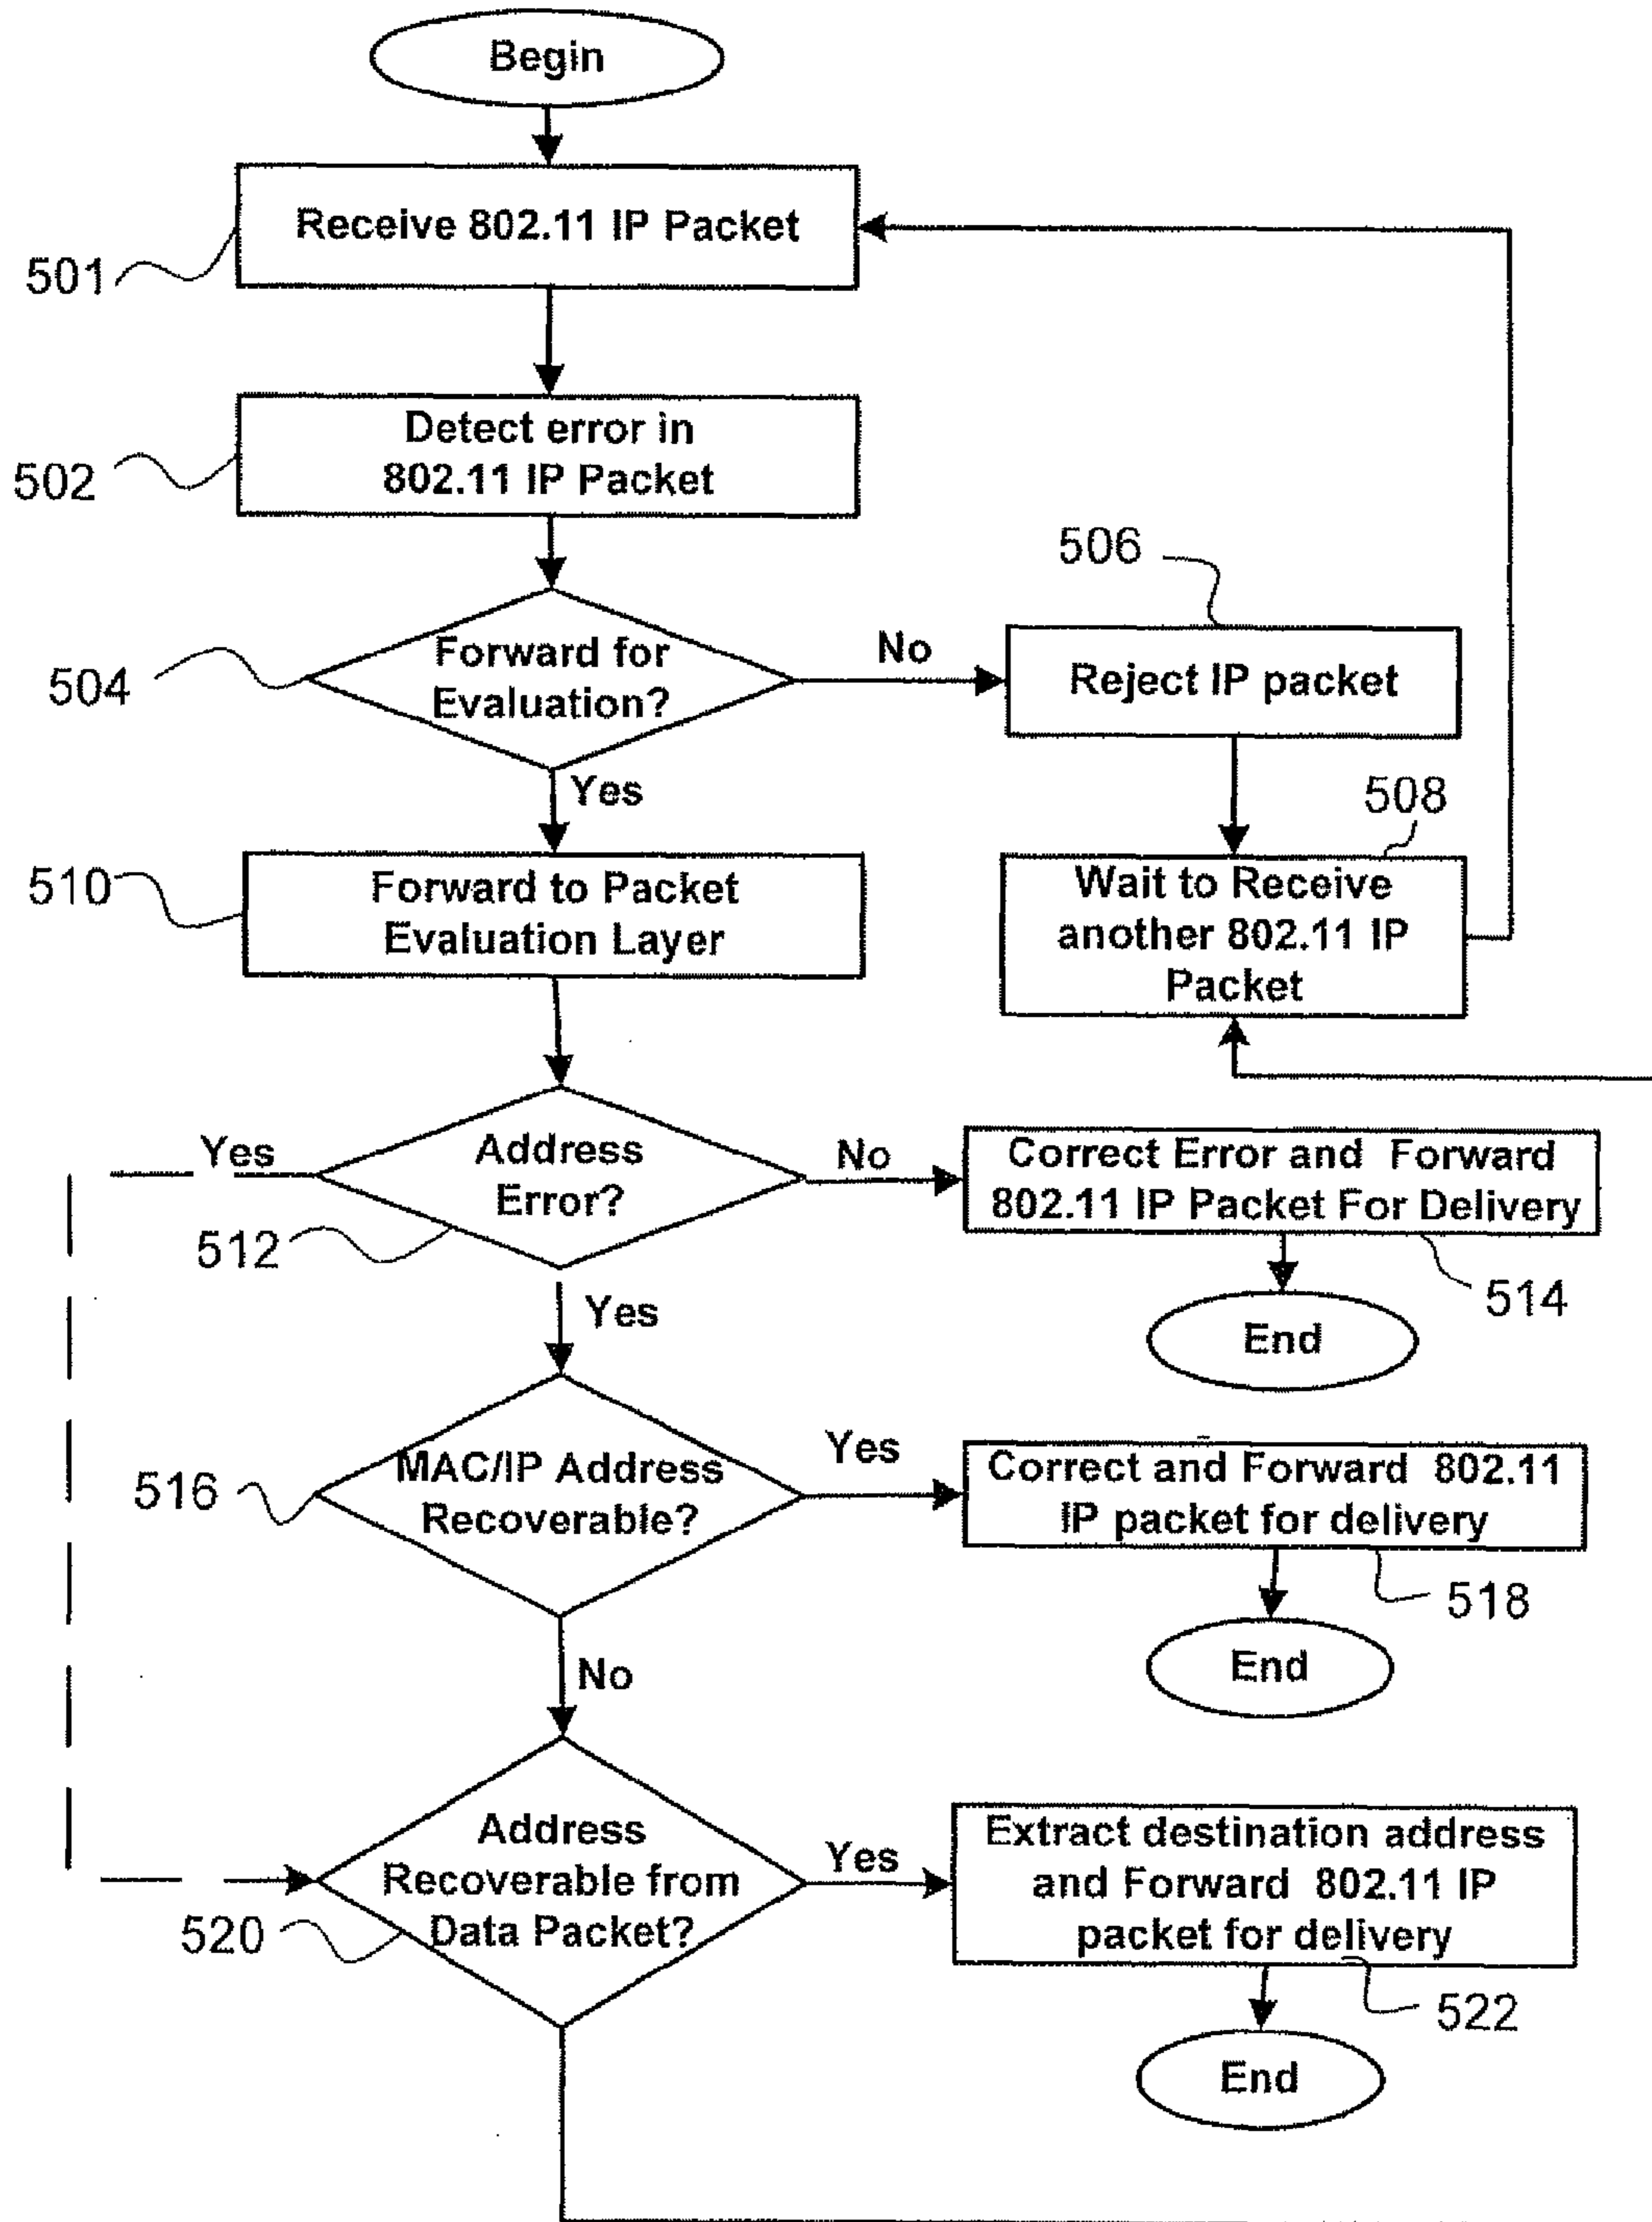 Begin
Receive 802.11 IP Packet
501
Detect error in
802.11 IP Packet
502
506
Forward for
Evaluation?
No
504
Reject IP packet
Yes
508
510
Forward to Packet
Evaluation Layer
Wait to Receive
another 802.11 IP
Packet
Yes
Address
Error?
No
Correct Error and Forward
802.11 IP Packet For Delivery
512
514
Yes
End
MAC/IP Address
Recoverable?
Yes
516
Correct and Forward 802.11
IP packet for delivery
518
No
End
Address
Recoverable from
Data Packet?
Yes
520
Extract destination address
and Forward 802.11 IP
packet for delivery
522
End